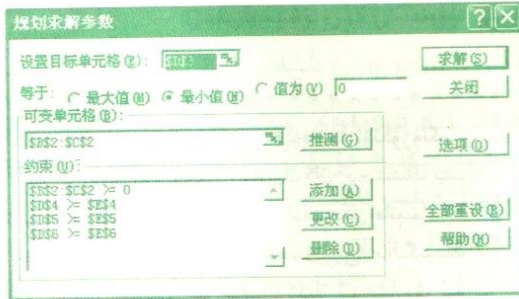 规划求解参数
设置目标单元格(E):
求解(S)
等于: 最大值(M) 最小值(N) 值为(V) 0
关闭
可变单元格(B):
$B$2:$C$2
推测(G)
选项(O)
约束(U):
$B$2:$C$2 >= 0
$D$4 >= $E$4
$D$5 >= $E$5
$D$6 >= $E$6
添加(A)
更改(C)
删除(D)
全部重设(R)
帮助(H)